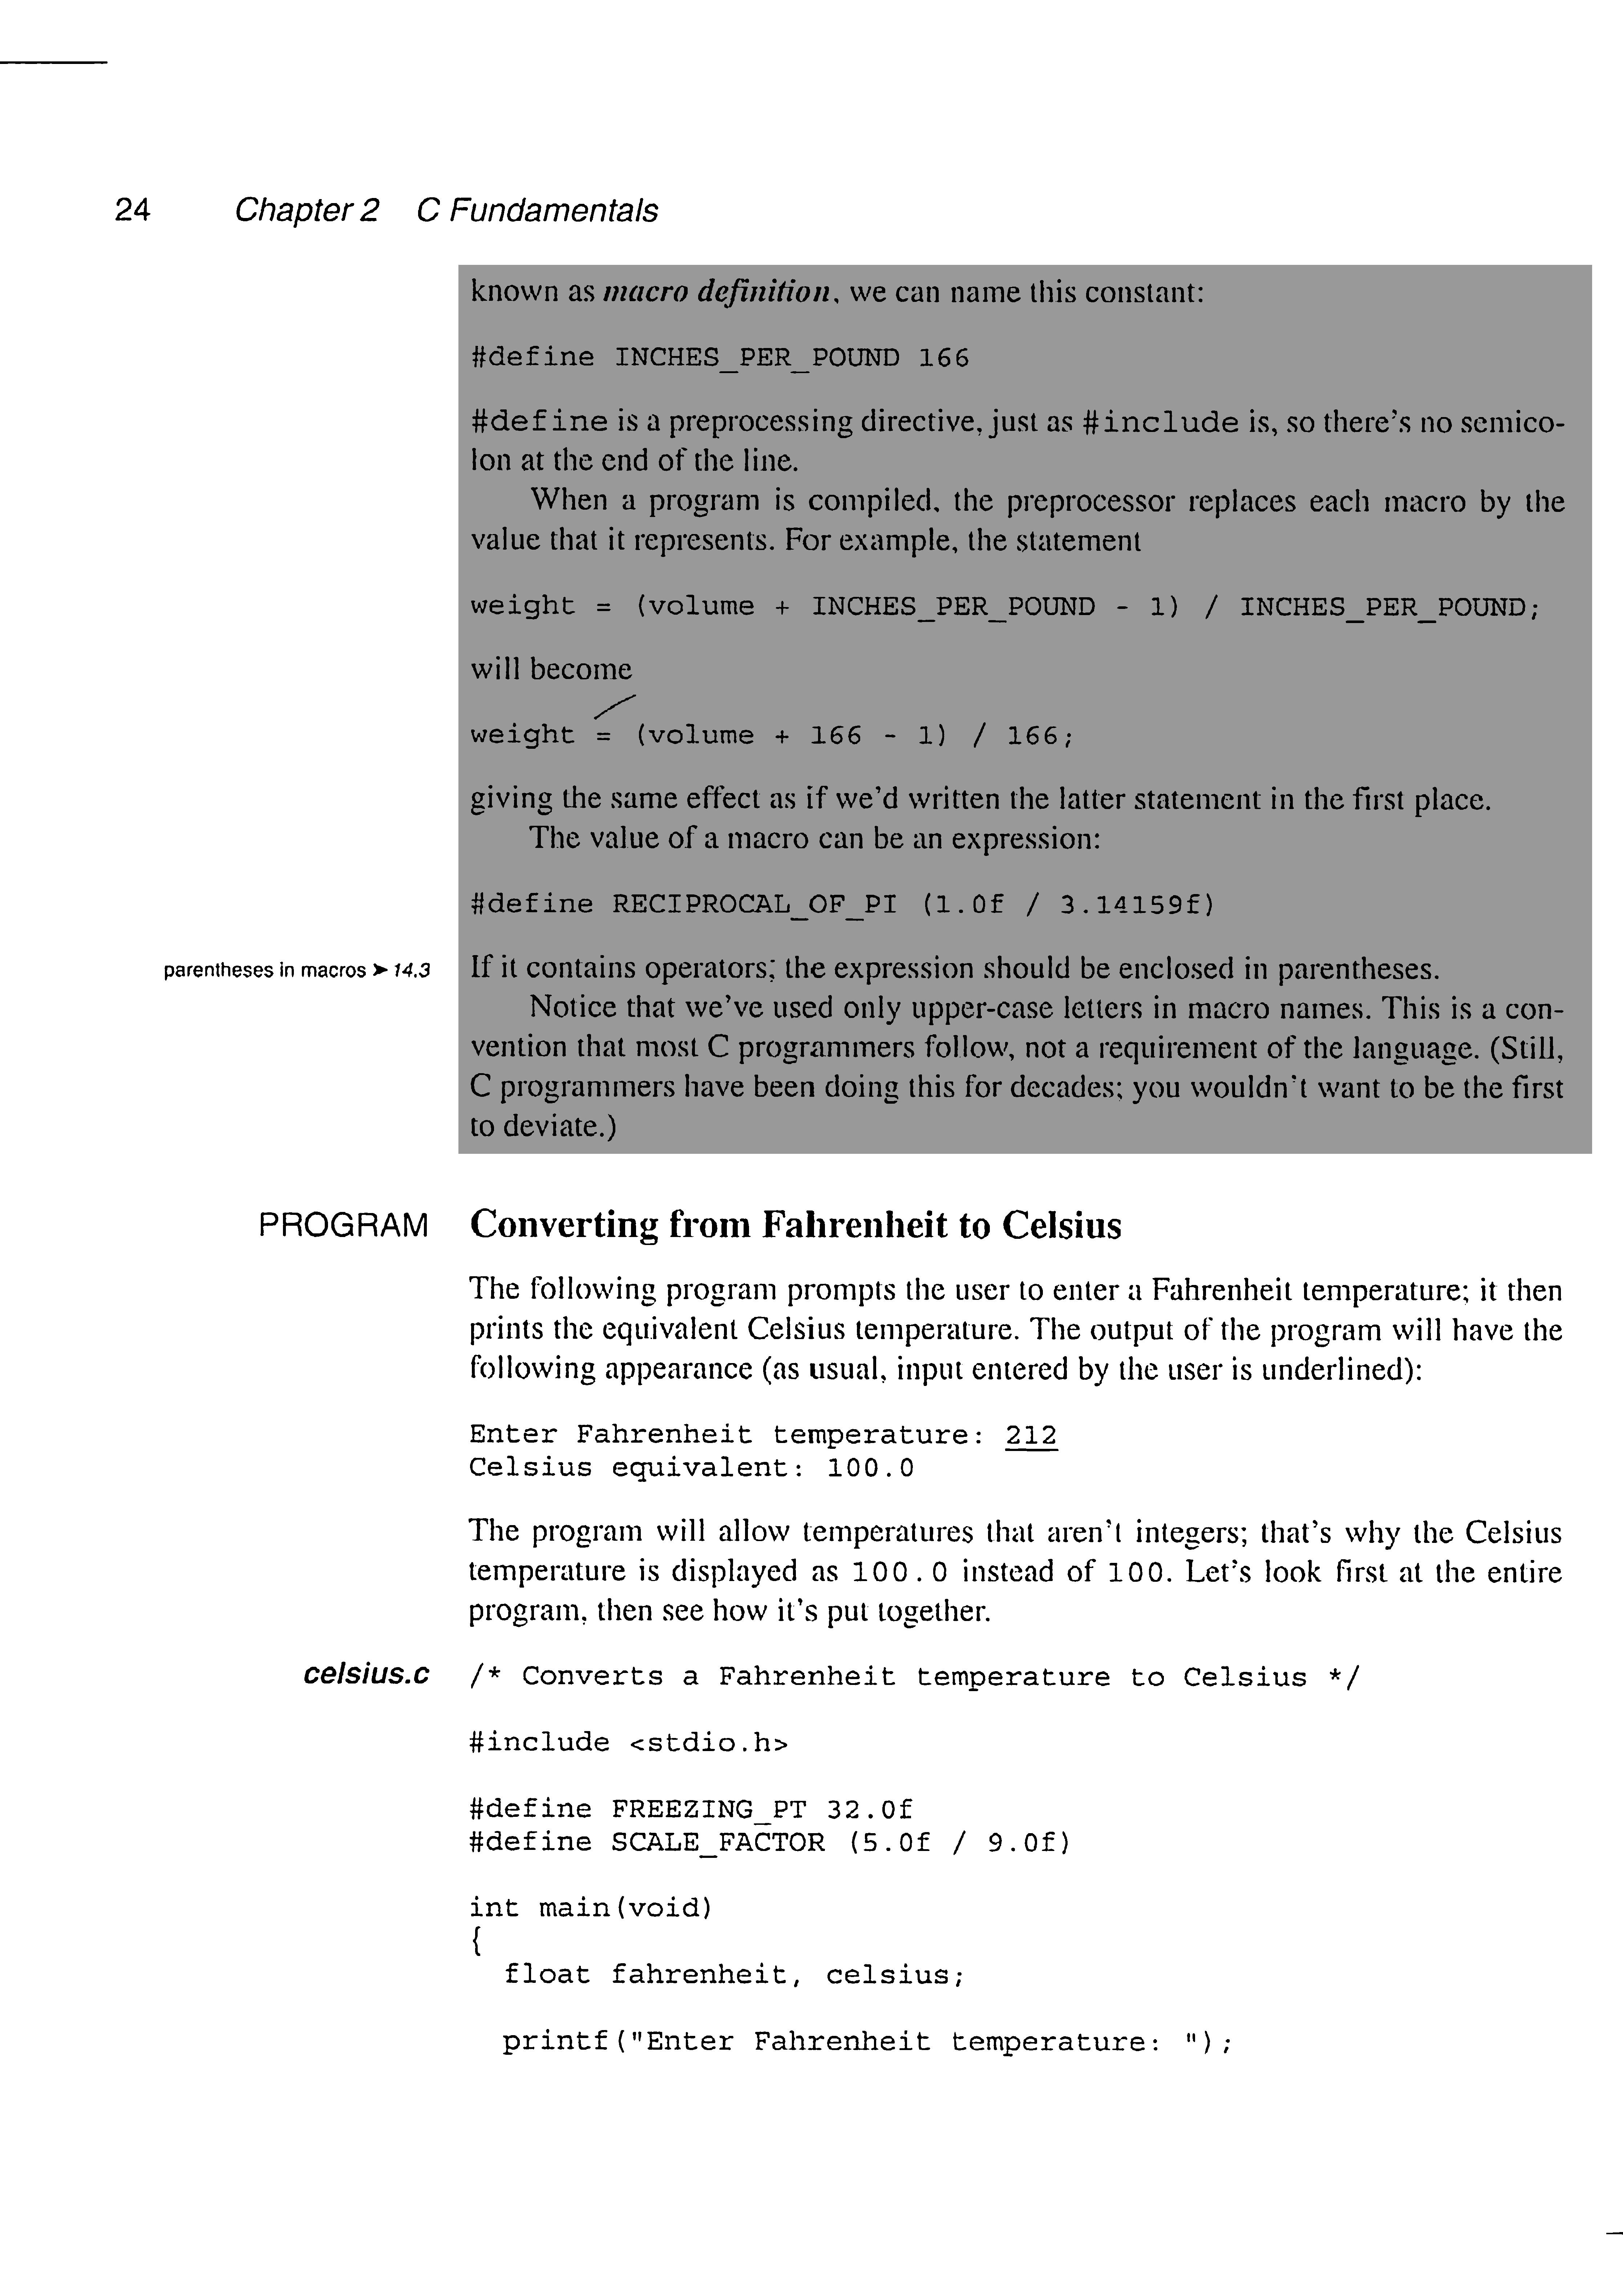 24 Chapter 2 C Fundamentals
known as macro definition, we can name this constant:
#define INCHES_PER_POUND 166
#define is a preprocessing directive, just as #include is, so there's no semico-
lon at the end of the line.
When a program is compiled, the preprocessor replaces each macro by the
value that it represents. For example, the statement
weight = (volume + INCHES_PER_POUND - 1) / INCHES_PER_POUND;
will become
weight = (volume + 166 - 1) / 166;
giving the same effect as if we'd written the latter statement in the first place.
The value of a macro can be an expression:
#define RECIPROCAL_OF_PI (1.0f / 3.14159f)
parentheses in macros ➤ 14.3
If it contains operators; the expression should be enclosed in parentheses.
Notice that we've used only upper-case letters in macro names. This is a con-
vention that most C programmers follow, not a requirement of the language. (Still,
C programmers have been doing this for decades; you wouldn't want to be the first
to deviate.)
PROGRAM Converting from Fahrenheit to Celsius
The following program prompts the user to enter a Fahrenheit temperature; it then
prints the equivalent Celsius temperature. The output of the program will have the
following appearance (as usual, input entered by the user is underlined):
Enter Fahrenheit temperature: 212
Celsius equivalent: 100.0
The program will allow temperatures that aren't integers; that's why the Celsius
temperature is displayed as 100.0 instead of 100. Let's look first at the entire
program, then see how it's put together.
celsius.c /* Converts a Fahrenheit temperature to Celsius */
#include <stdio.h>
#define FREEZING_PT 32.0f
#define SCALE_FACTOR (5.0f / 9.0f)
int main(void)
{
float fahrenheit, celsius;
printf("Enter Fahrenheit temperature: ");